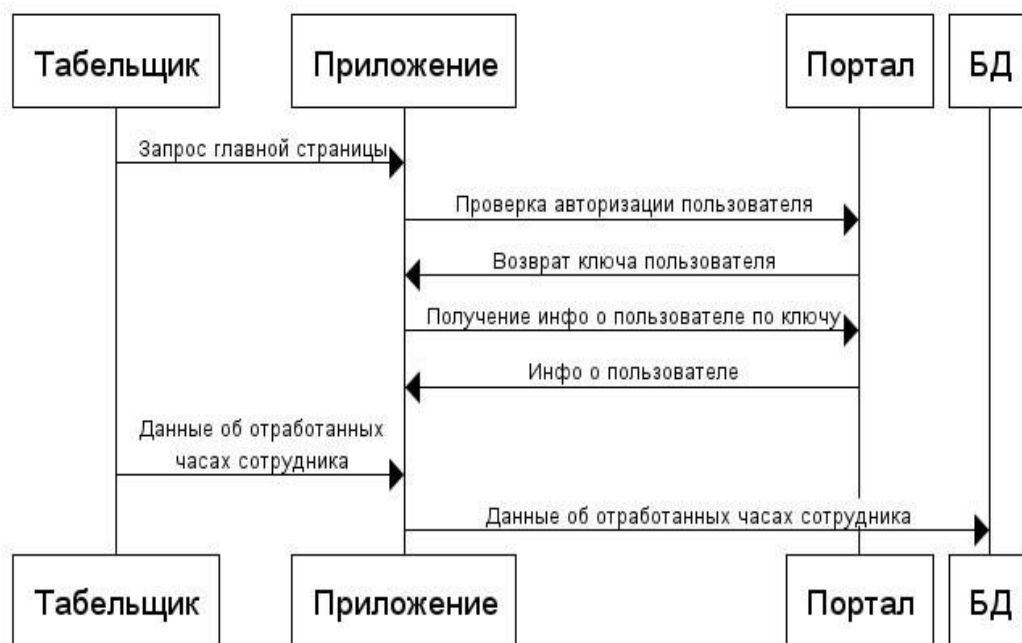 Табельщик
Приложение
Портал
БД
Запрос главной страницы
Проверка авторизации пользователя
Возврат ключа пользователя
Получение инфо о пользователе по ключу
Инфо о пользователе
Данные об отработанных
часах сотрудника
Данные об отработанных часах сотрудника
Табельщик
Приложение
Портал
БД